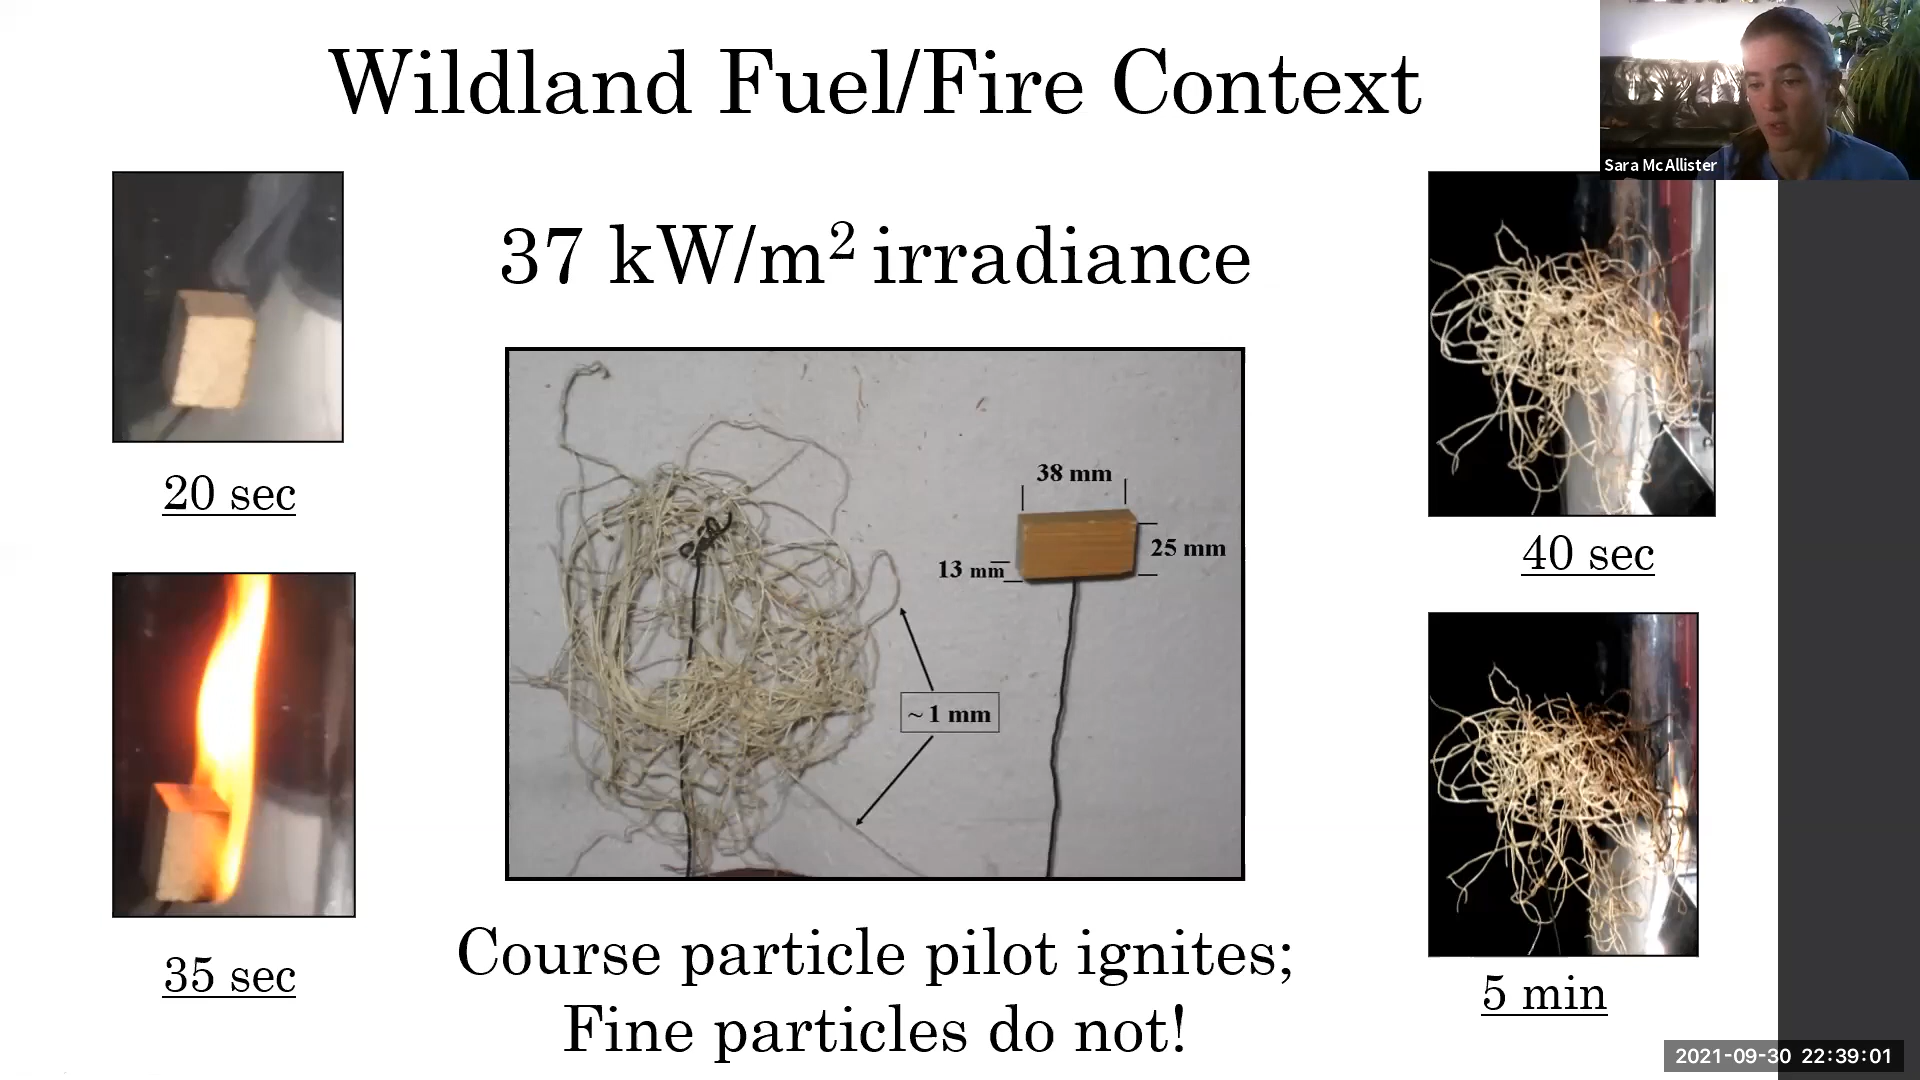 Wildland Fuel/Fire Context
Sara McAllister
37 kW/m² irradiance
20 sec
35 sec
38 mm
25 mm
13 mm
~ 1 mm
40 sec
5 min
Course particle pilot ignites;
Fine particles do not!
2021-09-30 22:39:01